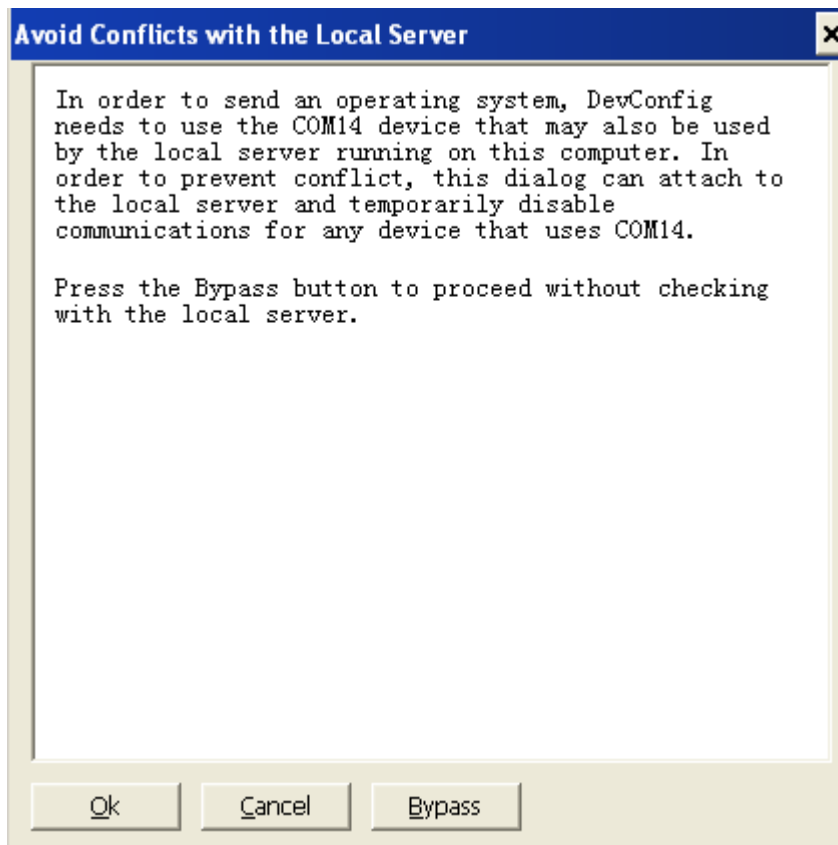 Avoid Conflicts with the Local Server
In order to send an operating system, DevConfig
needs to use the COM14 device that may also be used
by the local server running on this computer. In
order to prevent conflict, this dialog can attach to
the local server and temporarily disable
communications for any device that uses COM14.
Press the Bypass button to proceed without checking
with the local server.
Ok Cancel Bypass